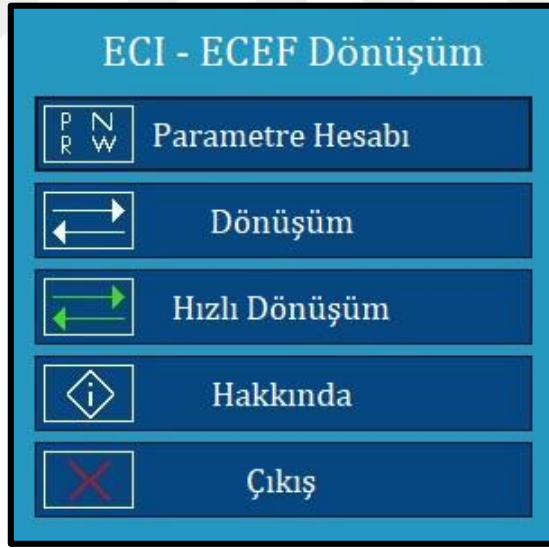 ECI - ECEF Dönüşüm
P N
R W
Parametre Hesabı
Dönüşüm
Hızlı Dönüşüm
i
Hakkında
Çıkış